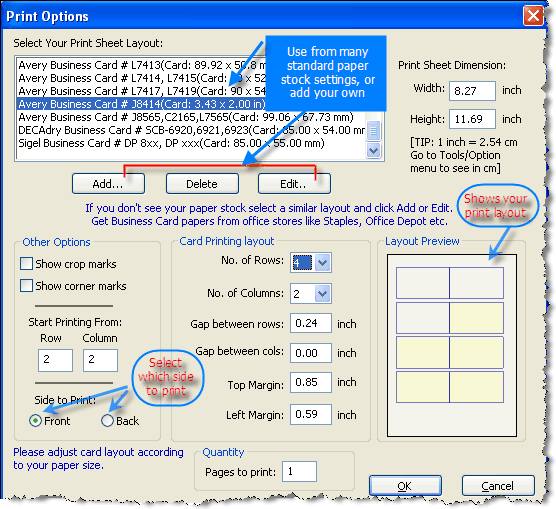 Print Options
Select Your Print Sheet Layout:
Avery Business Card # L7413(Card: 89.92 x 50.8 m
Avery Business Card # L7414, L7415(Card: x 52
Avery Business Card # L7417, L7419(Card: 90 x 54
Avery Business Card # J8414(Card: 3.43 x 2.00 in)
Avery Business Card # J8565,C2165,L7565(Card: 99.06 x 67.73 mm)
DECAdry Business Card # SCB-6920,6921,6923(Card: 85.00 x 54.00 mm
Sigel Business Card # DP 8xx, DP xxx(Card: 85.00 x 55.00 mm)
Use from many
standard paper
stock settings, or
add your own
Print Sheet Dimension:
Width: 8.27 inch
Height: 11.69 inch
[TIP: 1 inch = 2.54 cm
Go to Tools/Option
menu to see in cm]
Add... Delete Edit..
If you don't see your paper stock select a similar layout and click Add or Edit.
Get Business Card papers from office stores like Staples, Office Depot etc.
Shows your
print layout
Other Options
Show crop marks
Show corner marks
Start Printing From:
Row Column
2 2
Side to Print:
Front Back
Select
which side
to print
Card Printing layout
No. of Rows: 4
No. of Columns: 2
Gap between rows: 0.24 inch
Gap between cols: 0.00 inch
Top Margin: 0.85 inch
Left Margin: 0.59 inch
Layout Preview
Please adjust card layout according
to your paper size.
Quantity
Pages to print: 1
OK Cancel